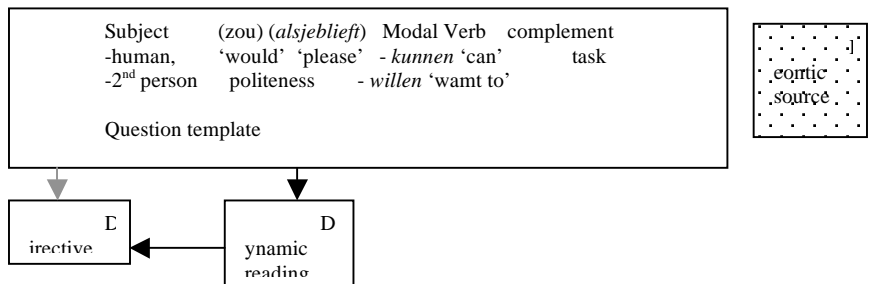 Subject (zou) (alsjeblieft) Modal Verb complement
-human, ‘would’ ‘please’ - kunnen ‘can’ task
-2nd person politeness - willen ‘wamt to’
Question template
]
eontic
source
D
irective
D
ynamic
reading